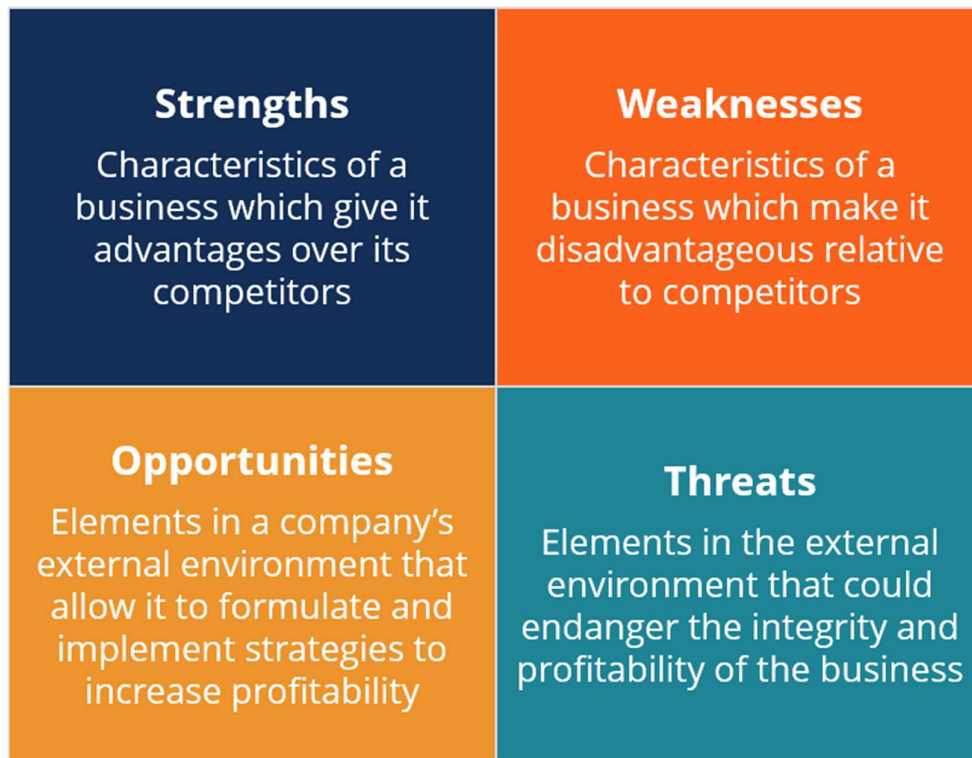 Strengths
Characteristics of a
business which give it
advantages over its
competitors
Weaknesses
Characteristics of a
business which make it
disadvantageous relative
to competitors
Opportunities
Elements in a company’s
external environment that
allow it to formulate and
implement strategies to
increase profitability
Threats
Elements in the external
environment that could
endanger the integrity and
profitability of the business